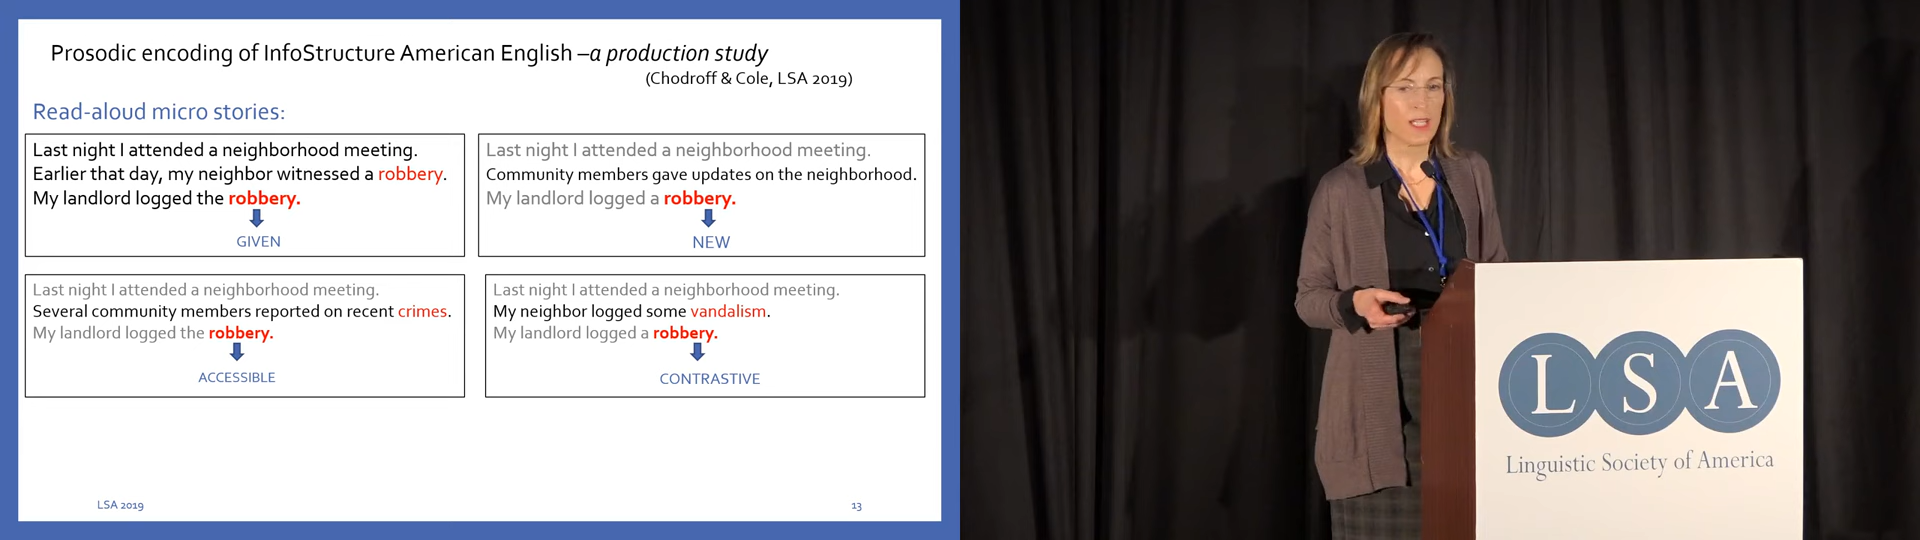 Prosodic encoding of InfoStructure American English –a production study
(Chodroff & Cole, LSA 2019)
Read-aloud micro stories:
Last night I attended a neighborhood meeting.
Earlier that day, my neighbor witnessed a robbery.
My landlord logged the robbery.
GIVEN
Last night I attended a neighborhood meeting.
Community members gave updates on the neighborhood.
My landlord logged a robbery.
NEW
Last night I attended a neighborhood meeting.
Several community members reported on recent crimes.
My landlord logged the robbery.
ACCESSIBLE
Last night I attended a neighborhood meeting.
My neighbor logged some vandalism.
My landlord logged a robbery.
CONTRASTIVE
LSA 2019
13
LSA
Linguistic Society of America